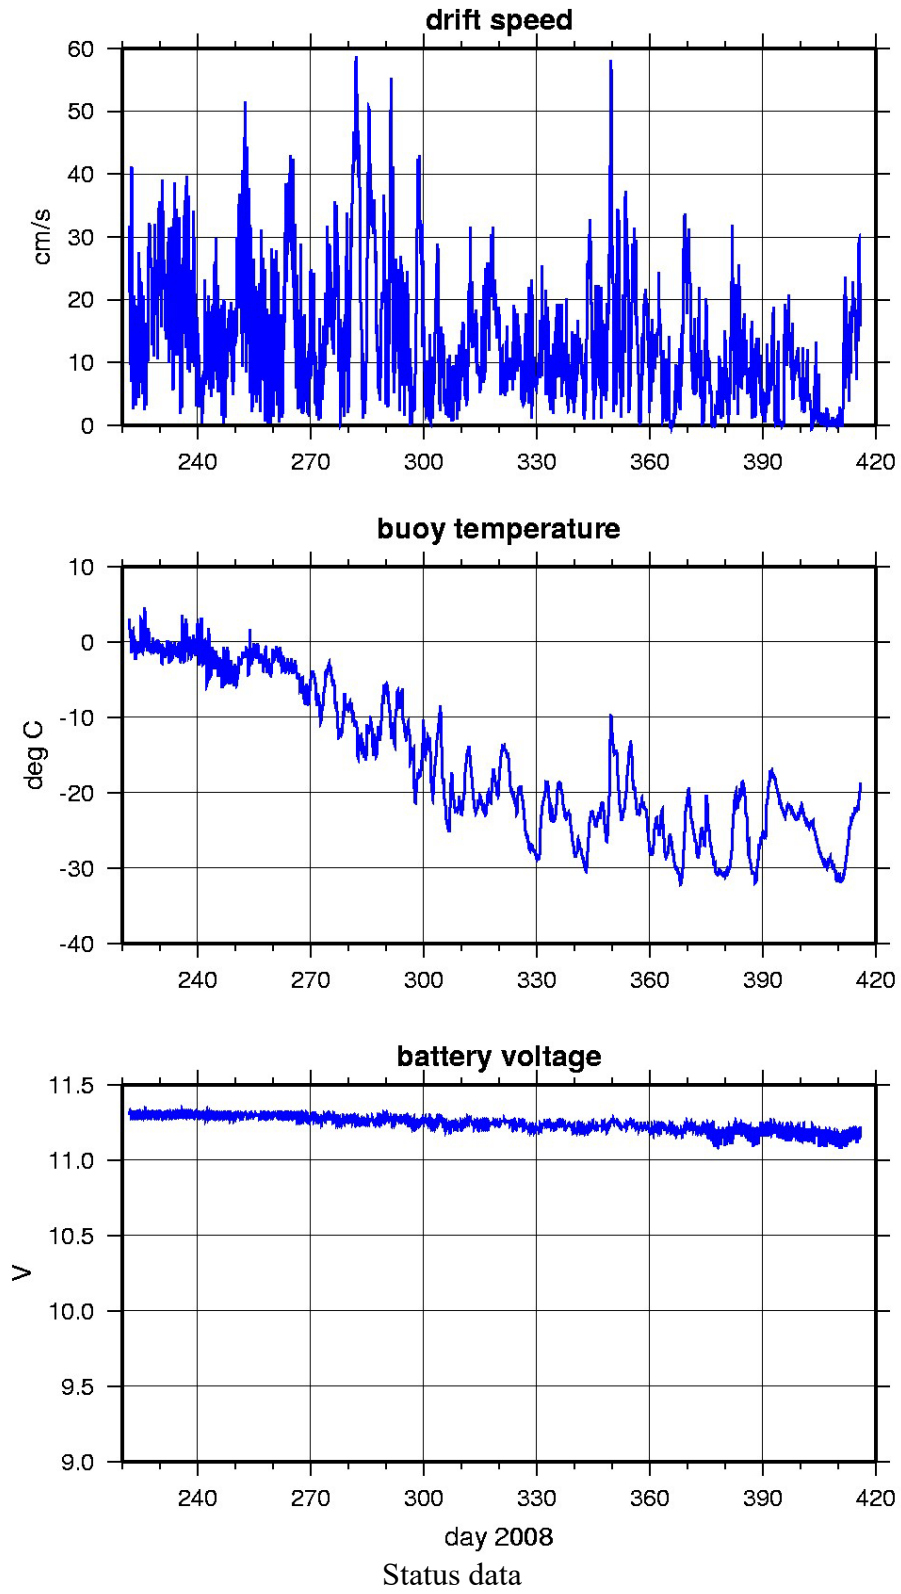 drift speed
60
50
40
30
20
10
0
cm/s
240 270 300 330 360 390 420
buoy temperature
10
0
-10
-20
-30
-40
deg C
240 270 300 330 360 390 420
battery voltage
11.5
11.0
10.5
10.0
9.5
9.0
V
240 270 300 330 360 390 420
day 2008
Status data